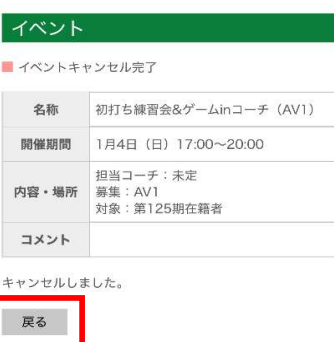 イベント
イベントキャンセル完了
名称 初打ち練習会&ゲームinコーチ（AV1）
開催期間 1月4日（日）17:00～20:00
内容・場所 担当コーチ：未定
募集：AV1
対象：第125期在籍者
コメント
キャンセルしました。
戻る